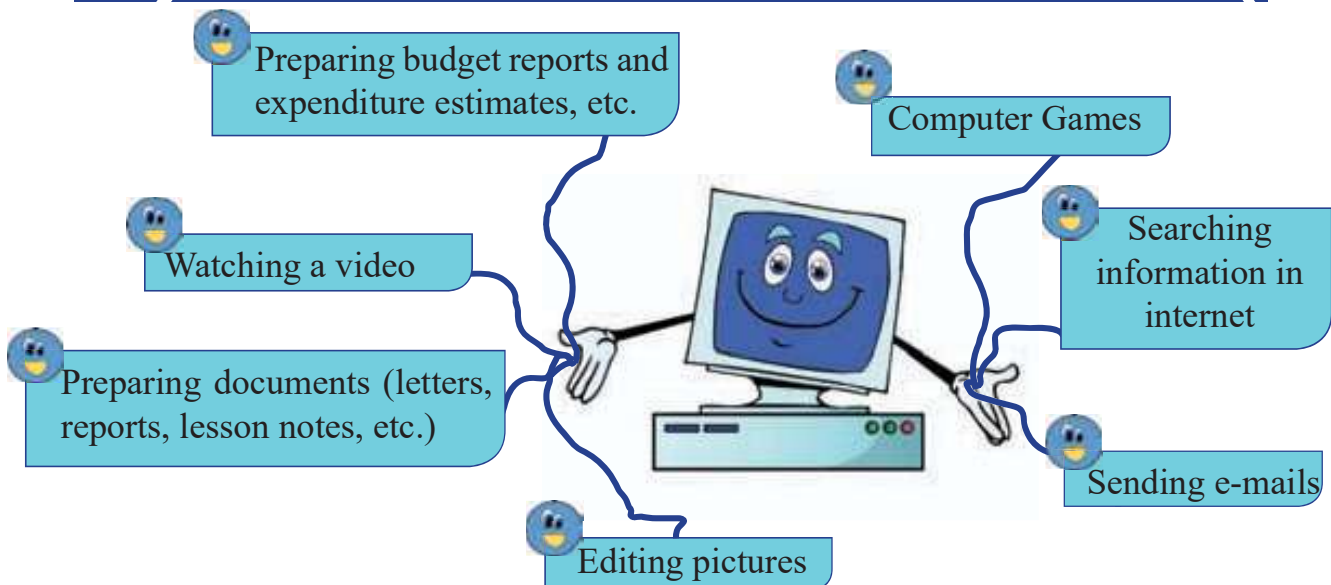 Preparing budget reports and
expenditure estimates, etc.
Computer Games
Watching a video
Searching
information in
internet
Preparing documents (letters,
reports, lesson notes, etc.)
Sending e-mails
Editing pictures